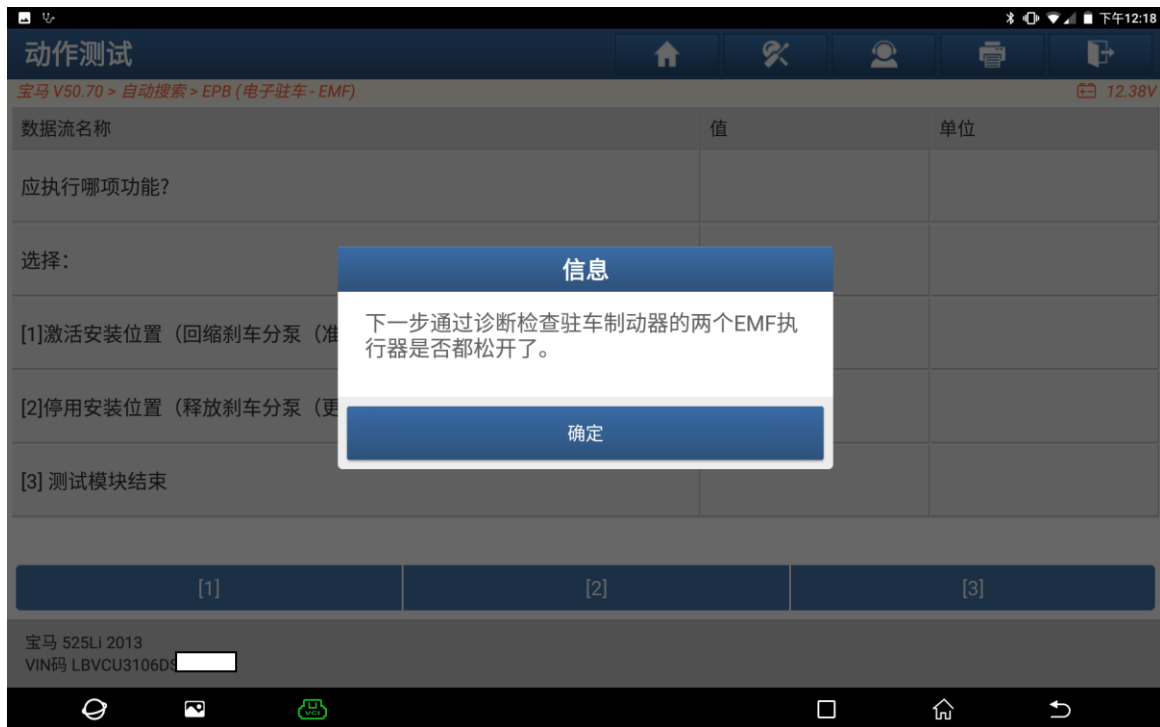 下午12:18
动作测试
宝马 V50.70 > 自动搜索 > EPB (电子驻车 - EMF)
12.38V
数据流名称
值
单位
应执行哪项功能?
选择：
信息
[1]激活安装位置（回缩刹车分泵（准
下一步通过诊断检查驻车制动器的两个EMF执
行器是否都松开了。
[2]停用安装位置（释放刹车分泵（更
确定
[3] 测试模块结束
[1]
[2]
[3]
宝马 525Li 2013
VIN码 LBVCU3106DS
VCI